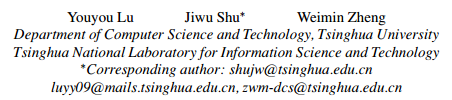 Youyou Lu Jiwu Shu* Weimin Zheng
Department of Computer Science and Technology, Tsinghua University
Tsinghua National Laboratory for Information Science and Technology
*Corresponding author: shujw@tsinghua.edu.cn
luyy09@mails.tsinghua.edu.cn, zwm-dcs@tsinghua.edu.cn